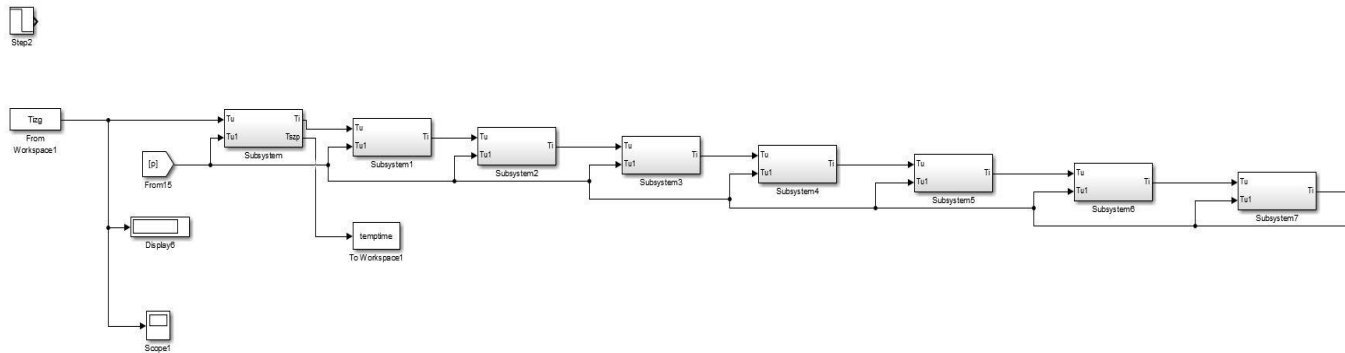 Step2
Tizg
From
Workspace1
[p]
From15
Display6
Scope1
Tu
Tu1
Ti
Tszp
Subsystem
temptime
To Workspace1
Tu
Tu1
Ti
Subsystem1
Tu
Tu1
Ti
Subsystem2
Tu
Tu1
Ti
Subsystem3
Tu
Tu1
Ti
Subsystem4
Tu
Tu1
Ti
Subsystem5
Tu
Tu1
Ti
Subsystem6
Tu
Tu1
Ti
Subsystem7